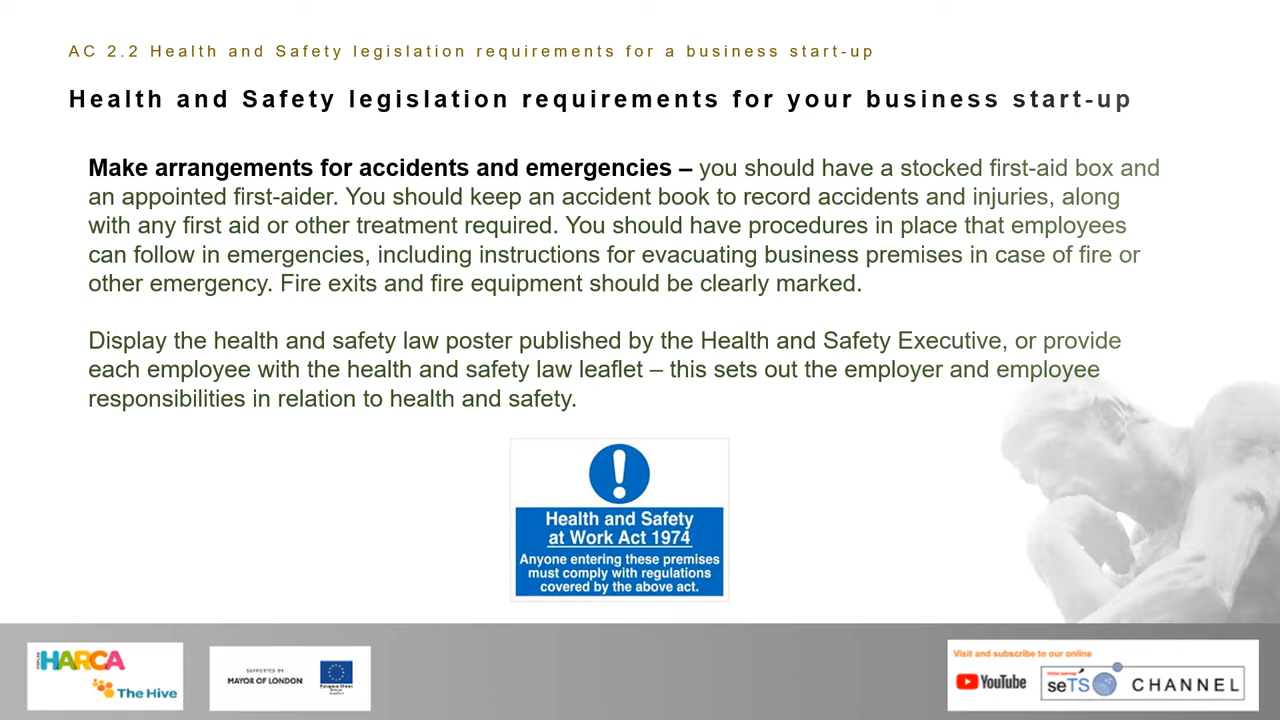 AC 2.2 Health and Safety legislation requirements for a business start-up
Health and Safety legislation requirements for your business start-up
Make arrangements for accidents and emergencies – you should have a stocked first-aid box and
an appointed first-aider. You should keep an accident book to record accidents and injuries, along
with any first aid or other treatment required. You should have procedures in place that employees
can follow in emergencies, including instructions for evacuating business premises in case of fire or
other emergency. Fire exits and fire equipment should be clearly marked.
Display the health and safety law poster published by the Health and Safety Executive, or provide
each employee with the health and safety law leaflet – this sets out the employer and employee
responsibilities in relation to health and safety.
Health and Safety
at Work Act 1974
Anyone entering these premises
must comply with regulations
covered by the above act.
HARCA
The Hive
SUPPORTED BY
MAYOR OF LONDON
European Union
Visit and subscribe to our online
YouTube
seTS CHANNEL